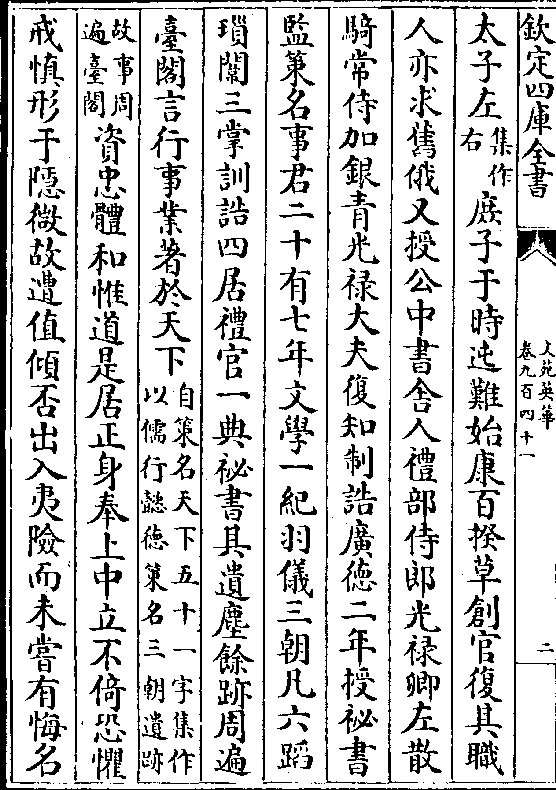 欽定四庫全書
文苑英華
卷九百四十一
二
太子左集作
右庶子于時迍難始康百揆草創官復其職
人亦求舊俄又授公中書舍人禮部侍郎光禄卿左散
騎常侍加銀青光禄大夫復知制誥廣徳二年授祕書
監策名事君二十有七年文學一紀羽儀三朝凡六蹈
瑣闈三掌訓誥四居禮官一典祕書其遺塵餘跡周遍
臺閣言行事業著於天下自策名天下五十一字集作
以儒行懿徳策名三朝遺跡
故事周
遍臺閣資忠體和惟道是居正身奉上中立不倚恐懼
戒慎形于隠微故遭值傾否出入夷險而未嘗有悔名